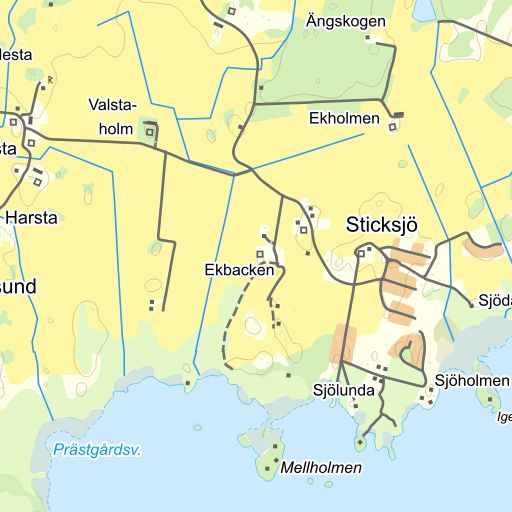 Ängskogen
lesta
Valsta-
holm
Ekholmen
sta
Harsta
Sticksjö
Ekbacken
sund
Sjöda
Sjölunda
Sjöholmen
Ige
Prästgårdsv.
Mellholmen